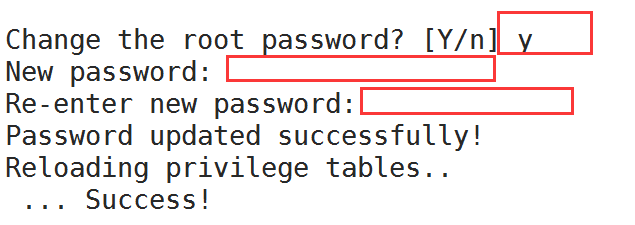 Change the root password? [Y/n] y
New password:
Re-enter new password:
Password updated successfully!
Reloading privilege tables..
... Success!